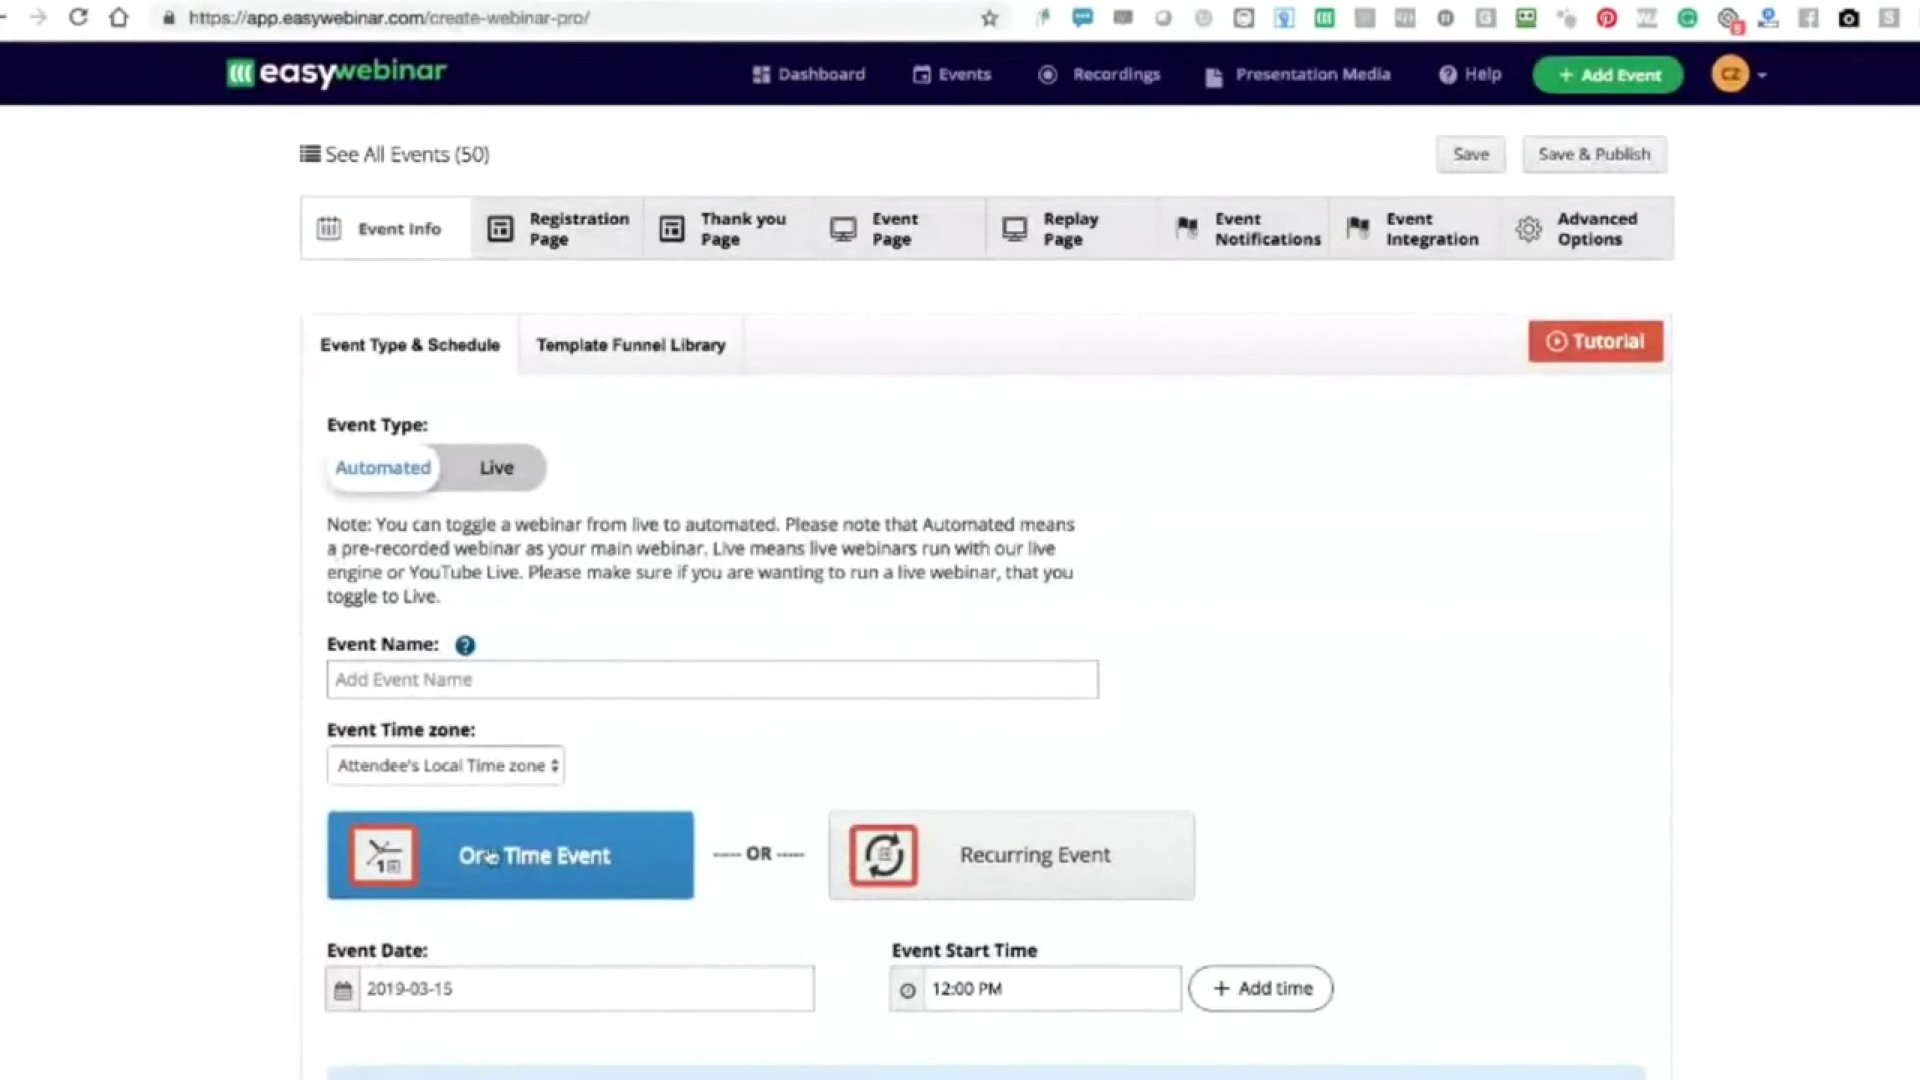 https://app.easywebinar.com/create-webinar-pro/
easywebinar
Dashboard
Events
Recordings
Presentation Media
Help
+ Add Event
CZ
See All Events (50)
Save
Save & Publish
Event Info
Registration
Page
Thank you
Page
Event
Page
Replay
Page
Event
Notifications
Event
Integration
Advanced
Options
Event Type & Schedule
Template Funnel Library
Tutorial
Event Type:
Automated
Live
Note: You can toggle a webinar from live to automated. Please note that Automated means
a pre-recorded webinar as your main webinar. Live means live webinars run with our live
engine or YouTube Live. Please make sure if you are wanting to run a live webinar, that you
toggle to Live.
Event Name: ?
Add Event Name
Event Time zone:
Attendee's Local Time zone
1
One Time Event
----- OR -----
Recurring Event
Event Date:
Event Start Time
2019-03-15
12:00 PM
+ Add time